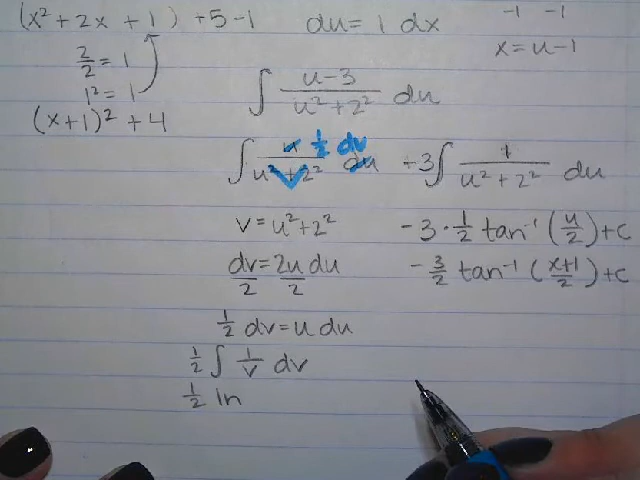 (x² + 2x + 1) + 5 - 1   du = 1 dx   -1 -1
2/2 = 1   x = u - 1
1² = 1   ∫ (u-3)/(u²+2²) du
(x+1)² + 4
∫ u/(u²+2²) du   1/2 dv   v   +3∫ 1/(u²+2²) du
v = u²+2²   -3 · 1/2 tan⁻¹ (u/2) + c
dv/2 = 2u du/2   -3/2 tan⁻¹ (x+1/2) + c
1/2 dv = u du
1/2 ∫ 1/v dv
1/2 ln